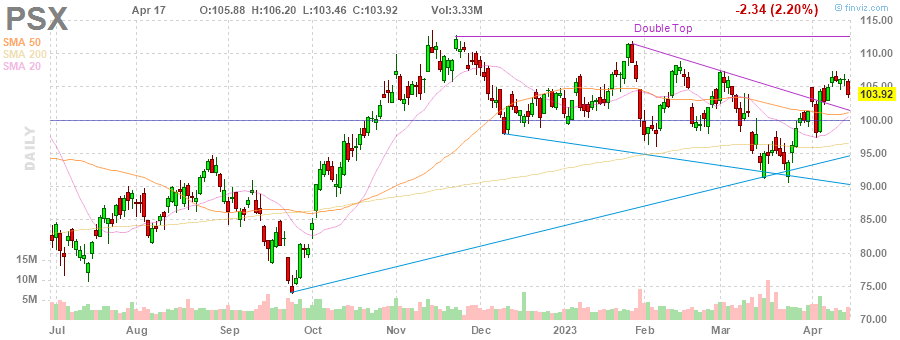 PSX
Apr 17 O:105.88 H:106.20 L:103.46 C:103.92 Vol:3.33M
-2.34 (2.20%)
© finviz.com
SMA 50
SMA 200
SMA 20
Double Top
DAILY
115.00
110.00
105.00
103.92
100.00
95.00
90.00
85.00
80.00
75.00
70.00
15M
10M
5M
Jul Aug Sep Oct Nov Dec 2023 Feb Mar Apr